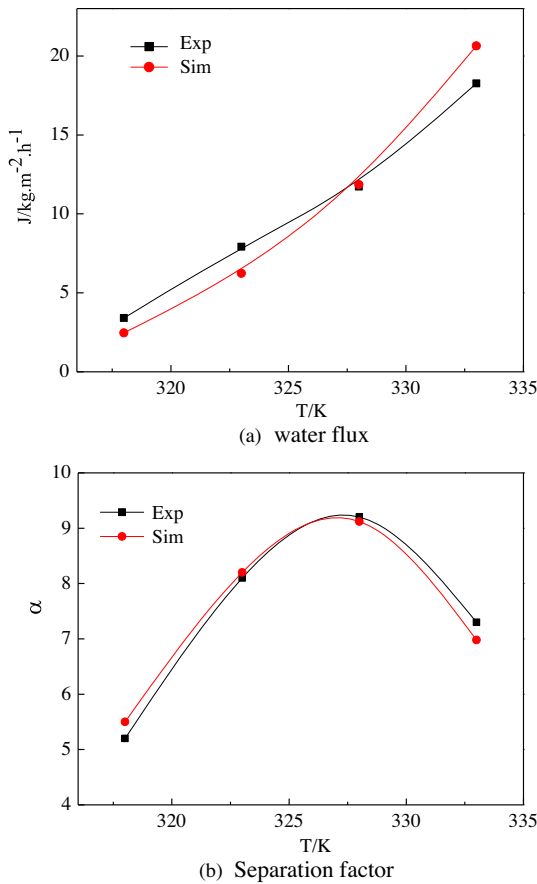 20
15
10
5
0
J/kg.m⁻².h⁻¹
Exp
Sim
320
325
330
335
T/K
(a) water flux
10
9
8
7
6
5
4
α
Exp
Sim
320
325
330
335
T/K
(b) Separation factor